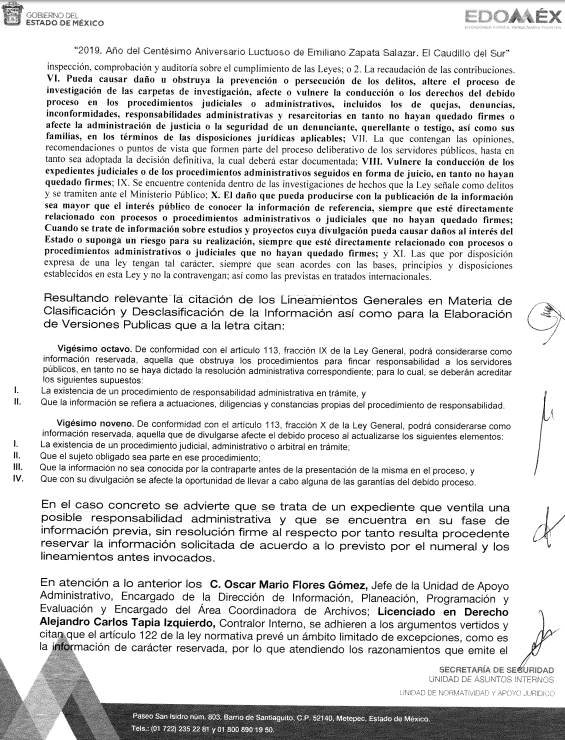 GOBIERNO DEL
ESTADO DE MÉXICO
EDOMÉX
"2019. Año del Centésimo Aniversario Luctuoso de Emiliano Zapata Salazar. El Caudillo del Sur"
inspección, comprobación y auditoría sobre el cumplimiento de las Leyes; o 2. La recaudación de las contribuciones.
VI. Pueda causar daño u obstruya la prevención o persecución de los delitos, altere el proceso de
investigación de las carpetas de investigación, afecte o vulnere la conducción o los derechos del debido
proceso en los procedimientos judiciales o administrativos, incluidos los de quejas, denuncias,
inconformidades, responsabilidades administrativas y resarcitorias en tanto no hayan quedado firmes o
afecte la administración de justicia o la seguridad de un denunciante, querellante o testigo, así como sus
familias, en los términos de las disposiciones jurídicas aplicables; VII. La que contengan las opiniones,
recomendaciones o puntos de vista que formen parte del proceso deliberativo de los servidores públicos, hasta en
tanto sea adoptada la decisión definitiva, la cual deberá estar documentada; VIII. Vulnere la conducción de los
expedientes judiciales o de los procedimientos administrativos seguidos en forma de juicio, en tanto no hayan
quedado firmes; IX. Se encuentre contenida dentro de las investigaciones de hechos que la Ley señale como delitos
y se tramiten ante el Ministerio Público; X. El daño que pueda producirse con la publicación de la información
sea mayor que el interés público de conocer la información de referencia, siempre que esté directamente
relacionado con procesos o procedimientos administrativos o judiciales que no hayan quedado firmes;
Cuando se trate de información sobre estudios y proyectos cuya divulgación pueda causar daños al interés del
Estado o suponga un riesgo para su realización, siempre que esté directamente relacionado con procesos o
procedimientos administrativos o judiciales que no hayan quedado firmes; y XI. Las que por disposición
expresa de una ley tengan tal carácter, siempre que sean acordes con las bases, principios y disposiciones
establecidos en esta Ley y no la contravengan; así como las previstas en tratados internacionales.
Resultando relevante la citación de los Lineamientos Generales en Materia de
Clasificación y Desclasificación de la Información así como para la Elaboración
de Versiones Publicas que a la letra citan:
Vigésimo octavo. De conformidad con el artículo 113, fracción IX de la Ley General, podrá considerarse como
información reservada, aquella que obstruya los procedimientos para fincar responsabilidad a los servidores
públicos, en tanto no se haya dictado la resolución administrativa correspondiente; para lo cual, se deberán acreditar
los siguientes supuestos:
I. La existencia de un procedimiento de responsabilidad administrativa en trámite, y
II. Que la información se refiera a actuaciones, diligencias y constancias propias del procedimiento de responsabilidad.
Vigésimo noveno. De conformidad con el artículo 113, fracción X de la Ley General, podrá considerarse como
información reservada, aquella que de divulgarse afecte el debido proceso al actualizarse los siguientes elementos:
I. La existencia de un procedimiento judicial, administrativo o arbitral en trámite;
II. Que el sujeto obligado sea parte en ese procedimiento;
III. Que la información no sea conocida por la contraparte antes de la presentación de la misma en el proceso, y
IV. Que con su divulgación se afecte la oportunidad de llevar a cabo alguna de las garantías del debido proceso.
En el caso concreto se advierte que se trata de un expediente que ventila una
posible responsabilidad administrativa y que se encuentra en su fase de
información previa, sin resolución firme al respecto por tanto resulta procedente
reservar la información solicitada de acuerdo a lo previsto por el numeral y los
lineamientos antes invocados.
En atención a lo anterior los C. Oscar Mario Flores Gómez, Jefe de la Unidad de Apoyo
Administrativo, Encargado de la Dirección de Información, Planeación, Programación y
Evaluación y Encargado del Área Coordinadora de Archivos; Licenciado en Derecho
Alejandro Carlos Tapia Izquierdo, Contralor Interno, se adhieren a los argumentos vertidos y
citan que el artículo 122 de la ley normativa prevé un ámbito limitado de excepciones, como es
la información de carácter reservada, por lo que atendiendo los razonamientos que emite el
SECRETARÍA DE SEGURIDAD
UNIDAD DE ASUNTOS INTERNOS
UNIDAD DE NORMATIVIDAD Y APOYO JURÍDICO
Paseo San Isidro núm. 803, Barrio de Santiaguito, C.P. 52140, Metepec, Estado de México.
Tels.: (01 722) 235 22 81 y 01 800 890 19 50.